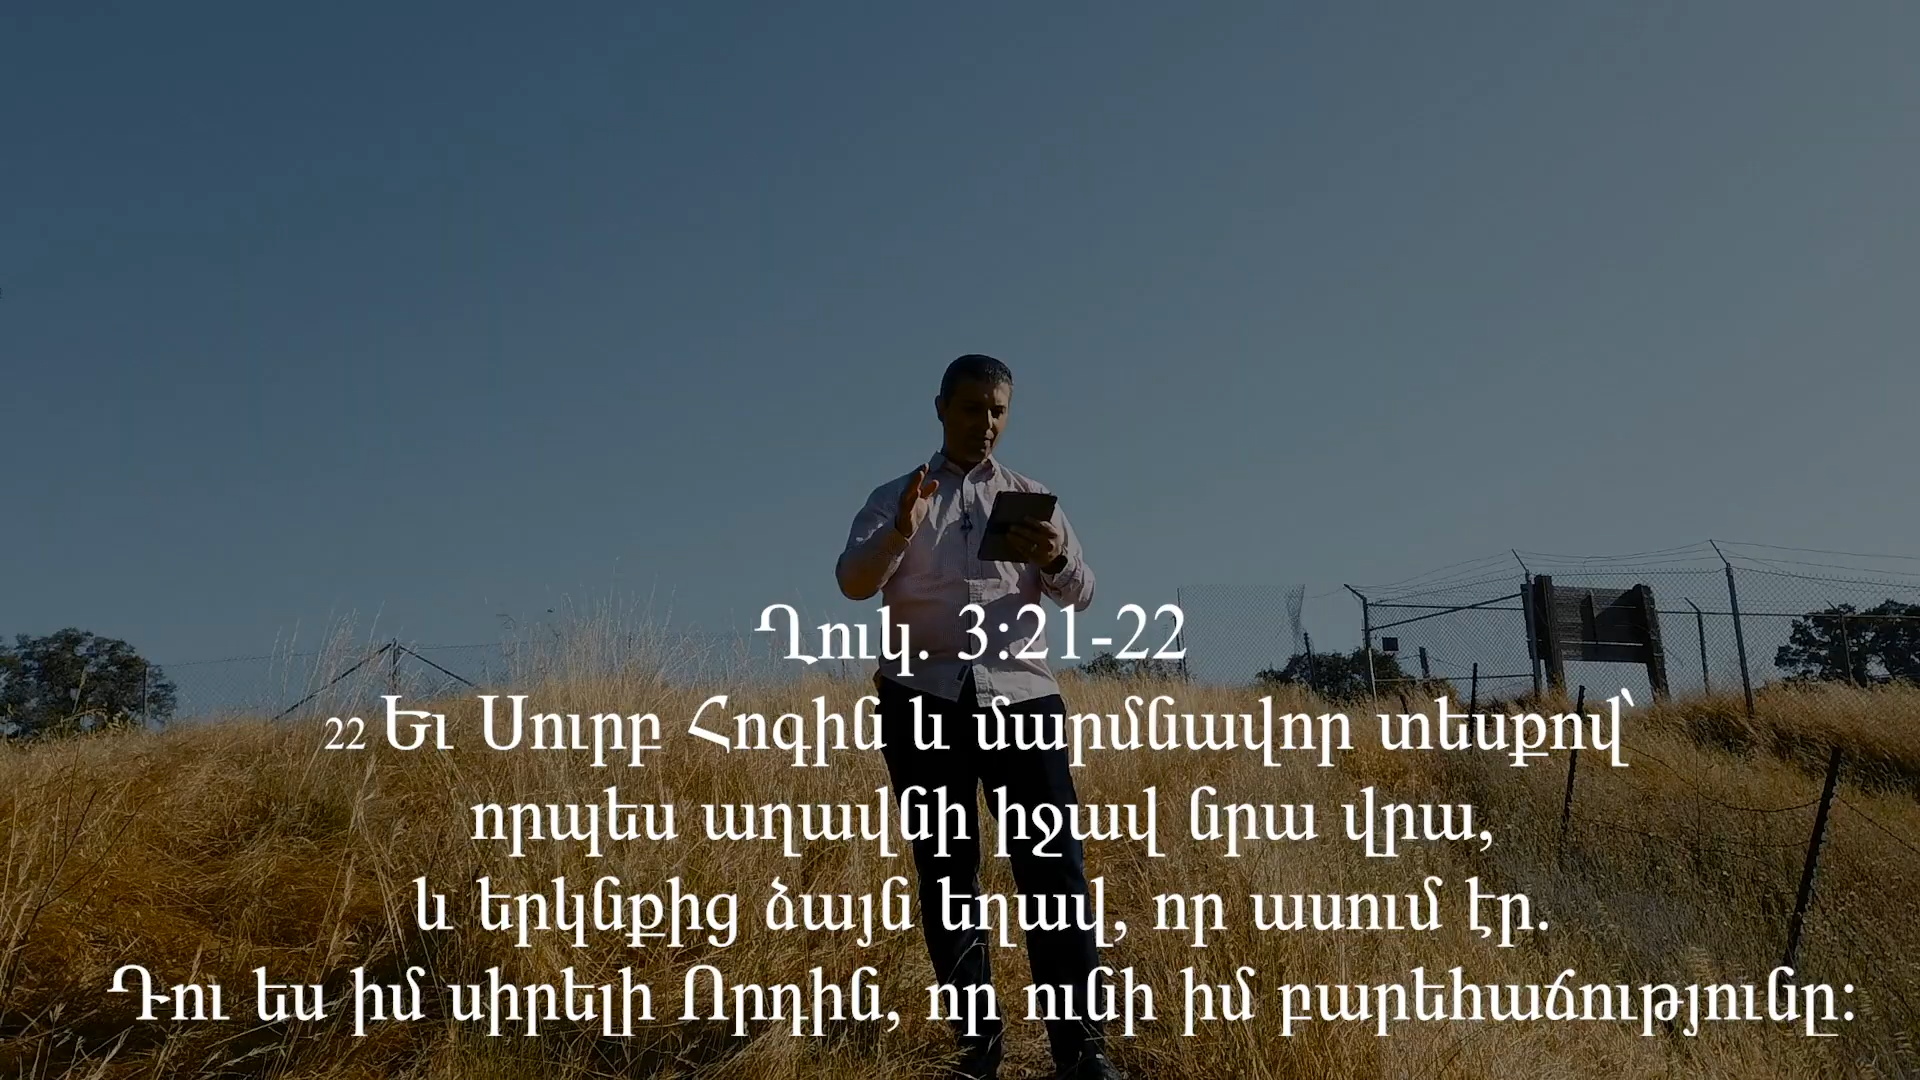 Ղուկ. 3:21-22
22 Եւ Սուրբ Հոգին և մարմնավոր տեսքով՝
որպես աղավնի իջավ նրա վրա,
և երկնքից ձայն եղավ, որ ասում էր.
Դու ես իմ սիրելի Որդին, որ ունի իմ բարեհաճությունը: